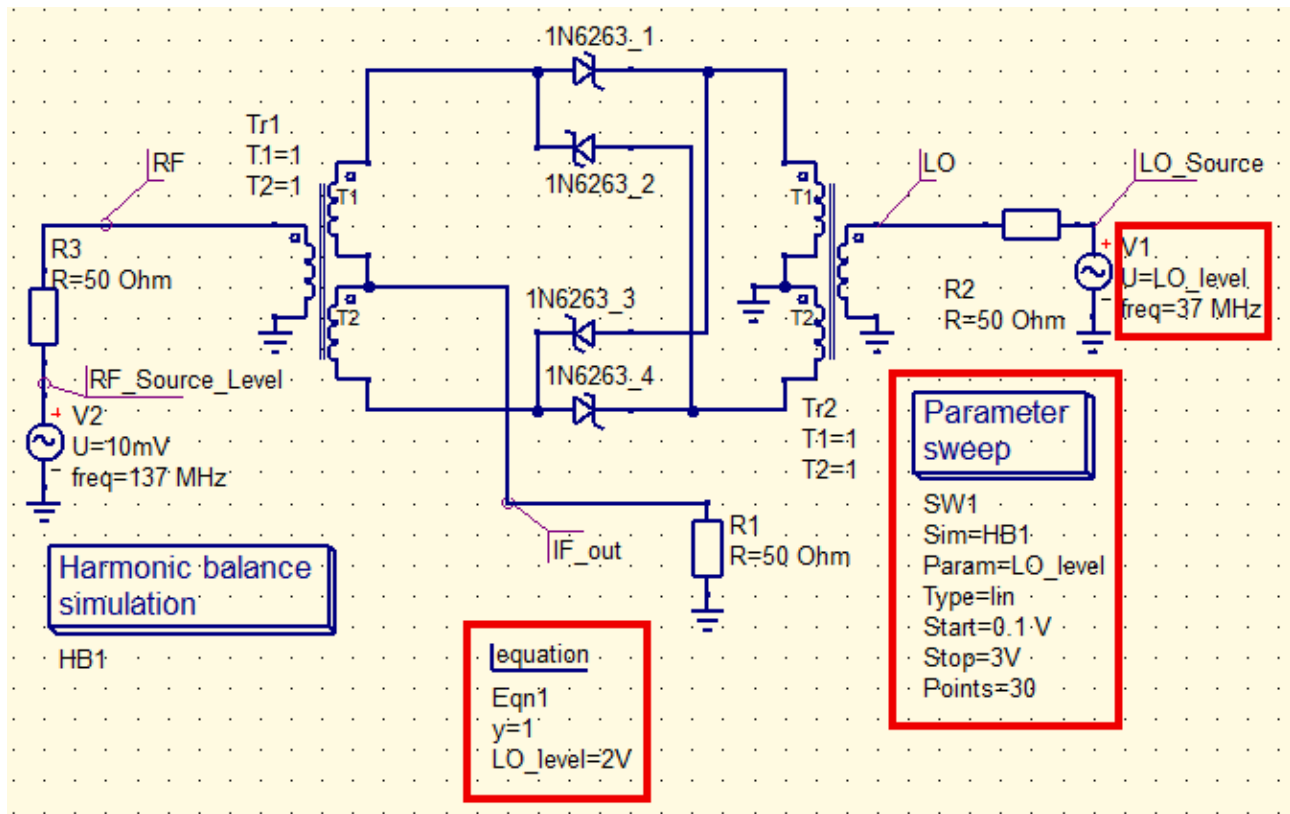 1N6263_1
Tr1
T1=1
T2=1
RF
T1
1N6263_2
T1
LO
LO_Source
R3
R=50 Ohm
V1
U=LO_level
freq=37 MHz
T2
1N6263_3
T2
R2
R=50 Ohm
RF_Source_Level
1N6263_4
V2
U=10mV
freq=137 MHz
Tr2
T1=1
T2=1
Parameter
sweep
SW1
Sim=HB1
Param=LO_level
Type=lin
Start=0.1 V
Stop=3V
Points=30
IF_out
R1
R=50 Ohm
Harmonic balance
simulation
HB1
equation
Eqn1
y=1
LO_level=2V